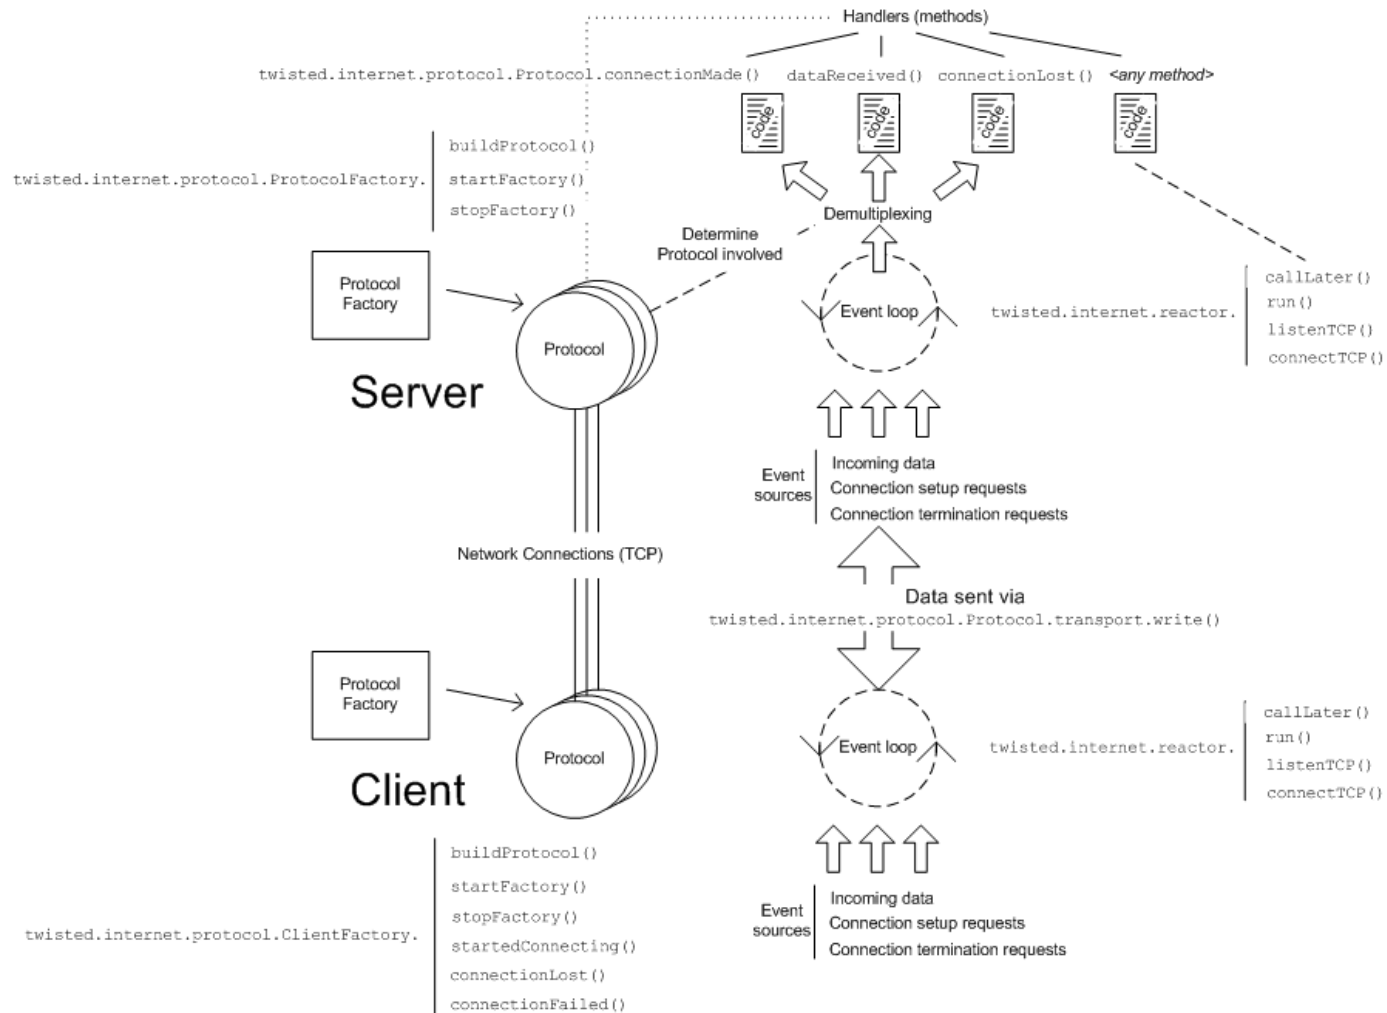 Handlers (methods)
twisted.internet.protocol.Protocol.connectionMade()
dataReceived()
connectionLost()
<any method>
code
code
code
code
twisted.internet.protocol.ProtocolFactory.
buildProtocol()
startFactory()
stopFactory()
Demultiplexing
Determine
Protocol involved
Protocol
Factory
Protocol
Server
Event loop
twisted.internet.reactor.
callLater()
run()
listenTCP()
connectTCP()
Event
sources
Incoming data
Connection setup requests
Connection termination requests
Network Connections (TCP)
Data sent via
twisted.internet.protocol.Protocol.transport.write()
Protocol
Factory
Protocol
Client
Event loop
twisted.internet.reactor.
callLater()
run()
listenTCP()
connectTCP()
twisted.internet.protocol.ClientFactory.
buildProtocol()
startFactory()
stopFactory()
startedConnecting()
connectionLost()
connectionFailed()
Event
sources
Incoming data
Connection setup requests
Connection termination requests